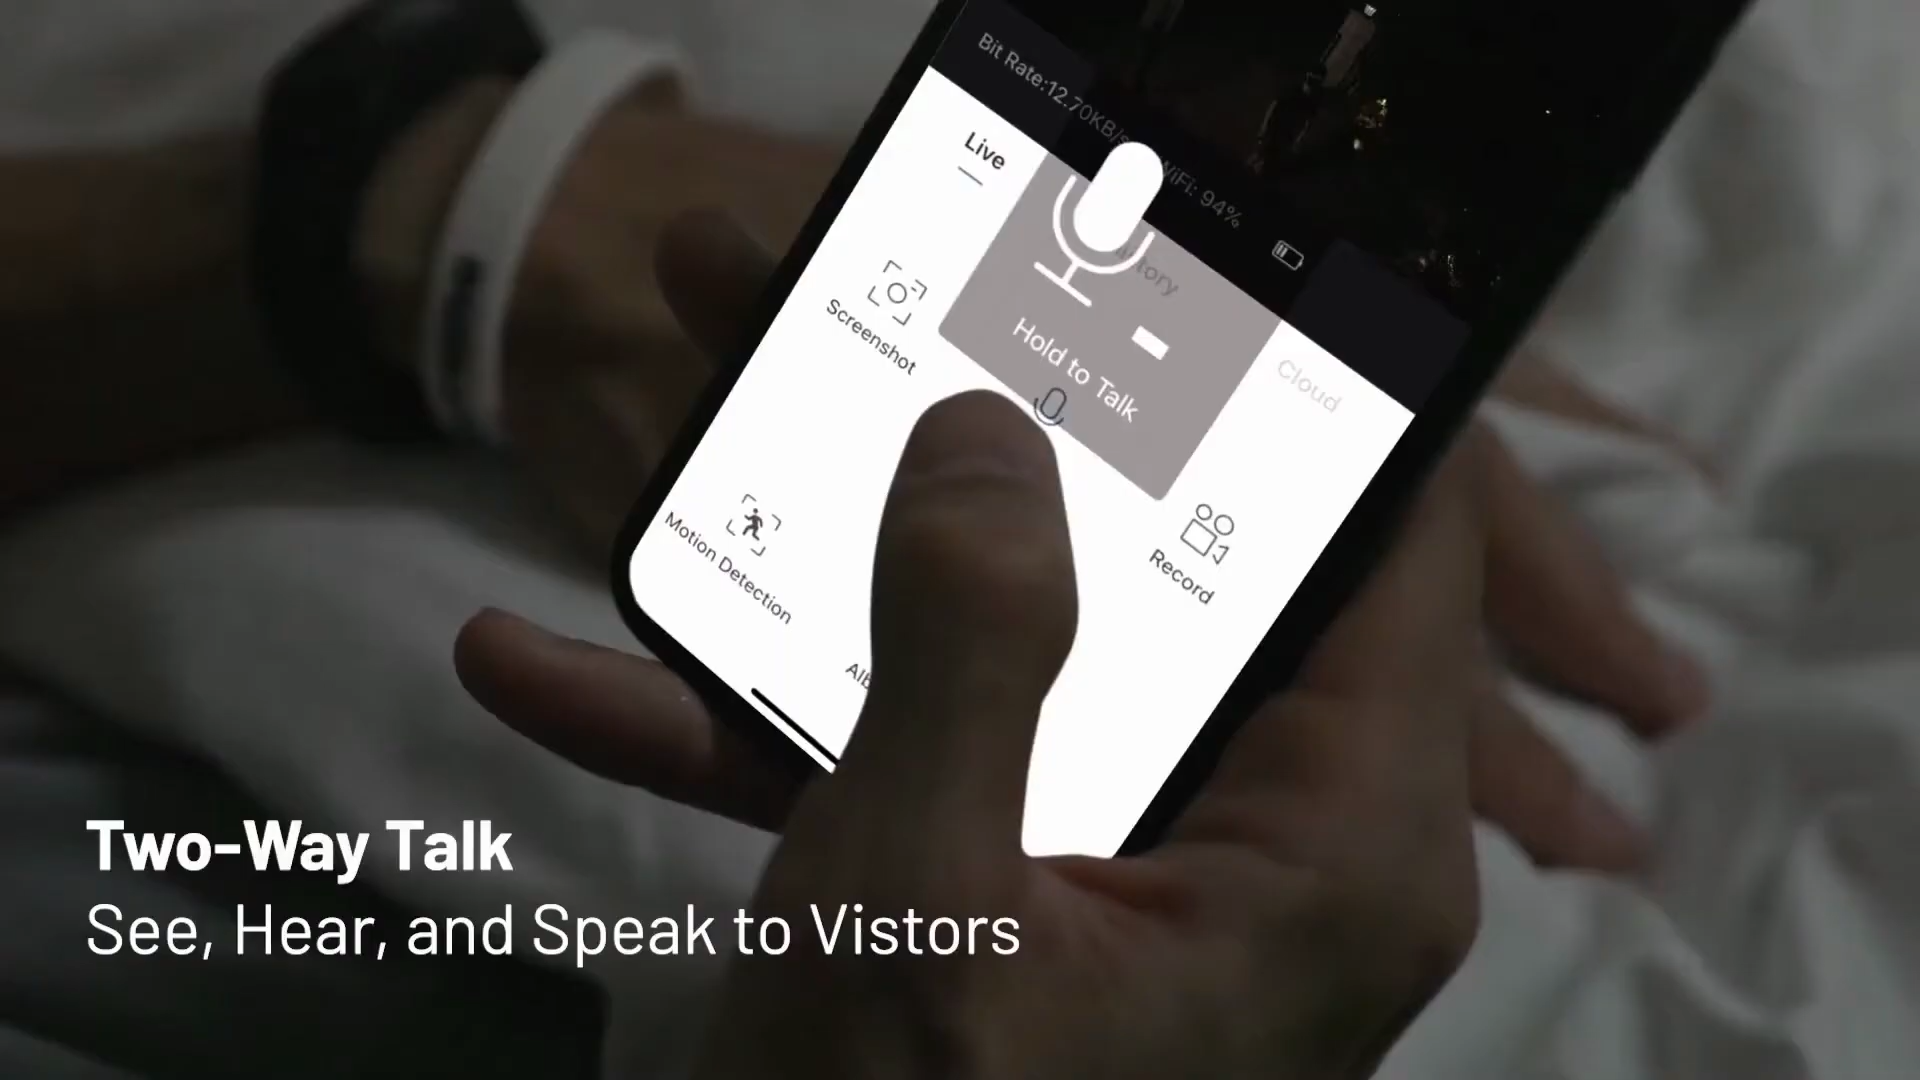 Bit Rate:12.70KB/s
WiFi: 94%
Live
Cloud
Screenshot
Hold to Talk
Record
Motion Detection
Two-Way Talk
See, Hear, and Speak to Vistors